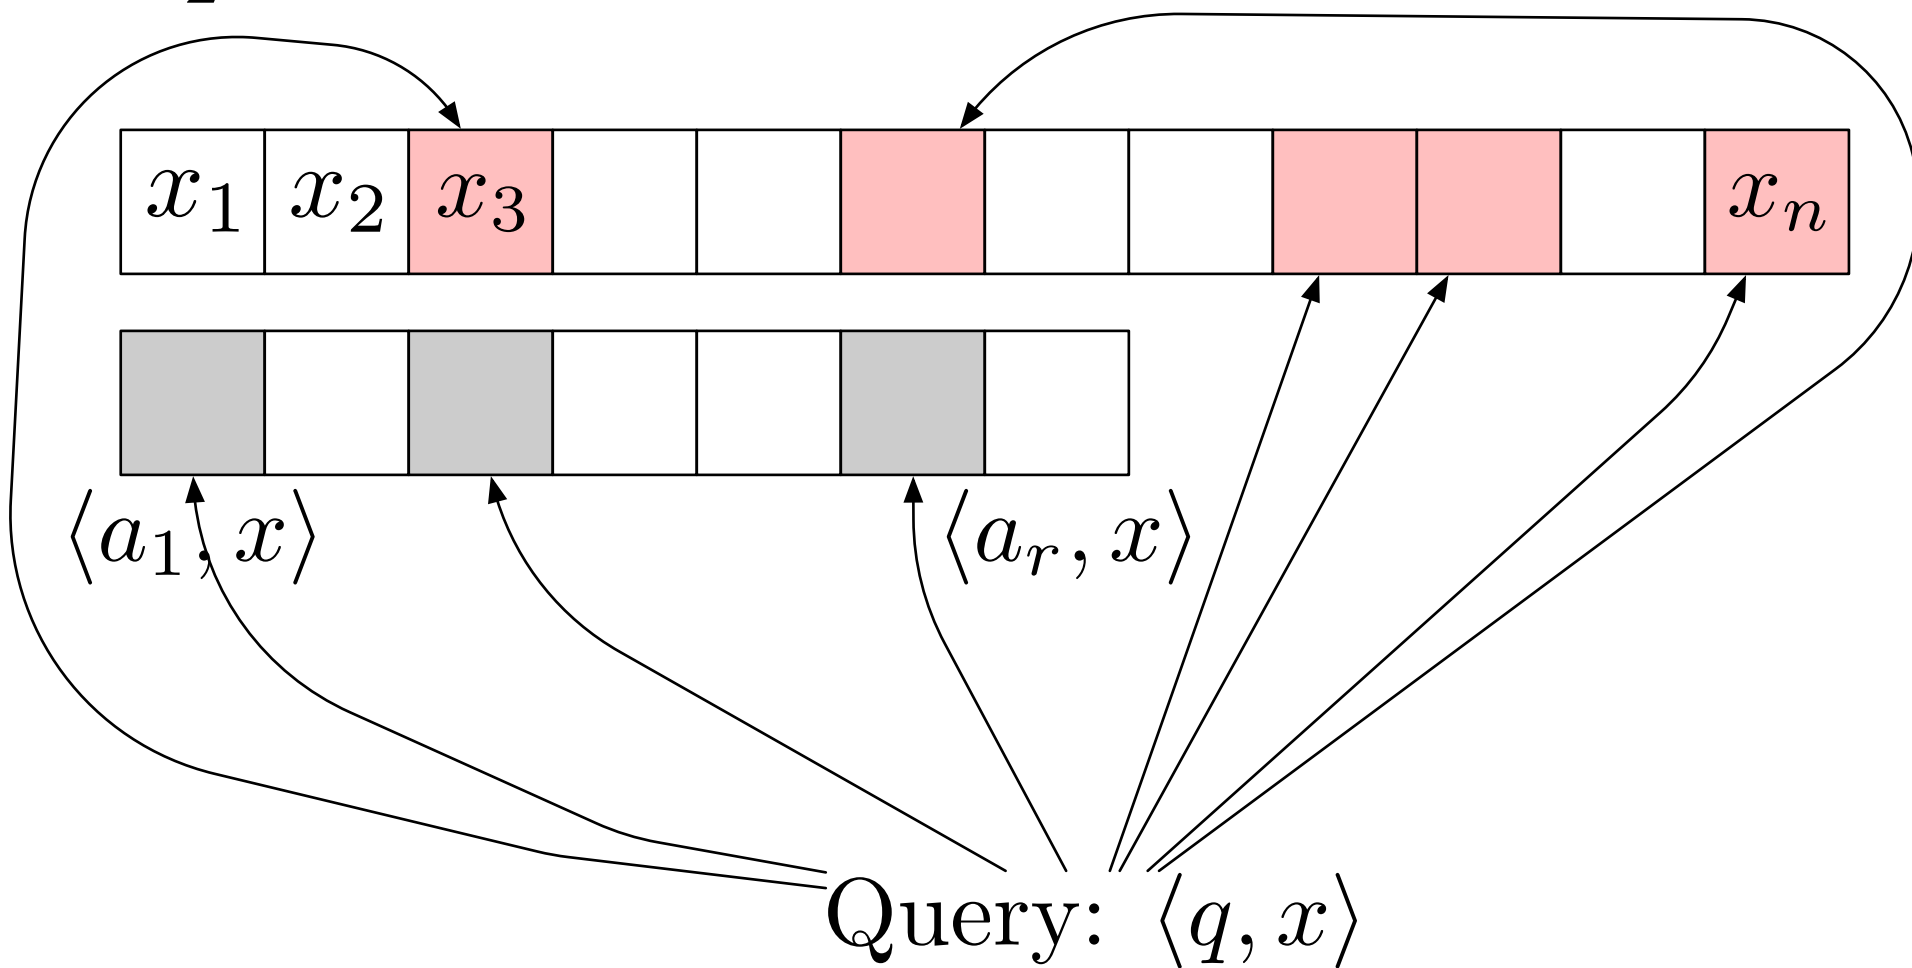 x₁ x₂ x₃ xₙ
⟨a₁, x⟩ ⟨aᵣ, x⟩
Query: ⟨q, x⟩